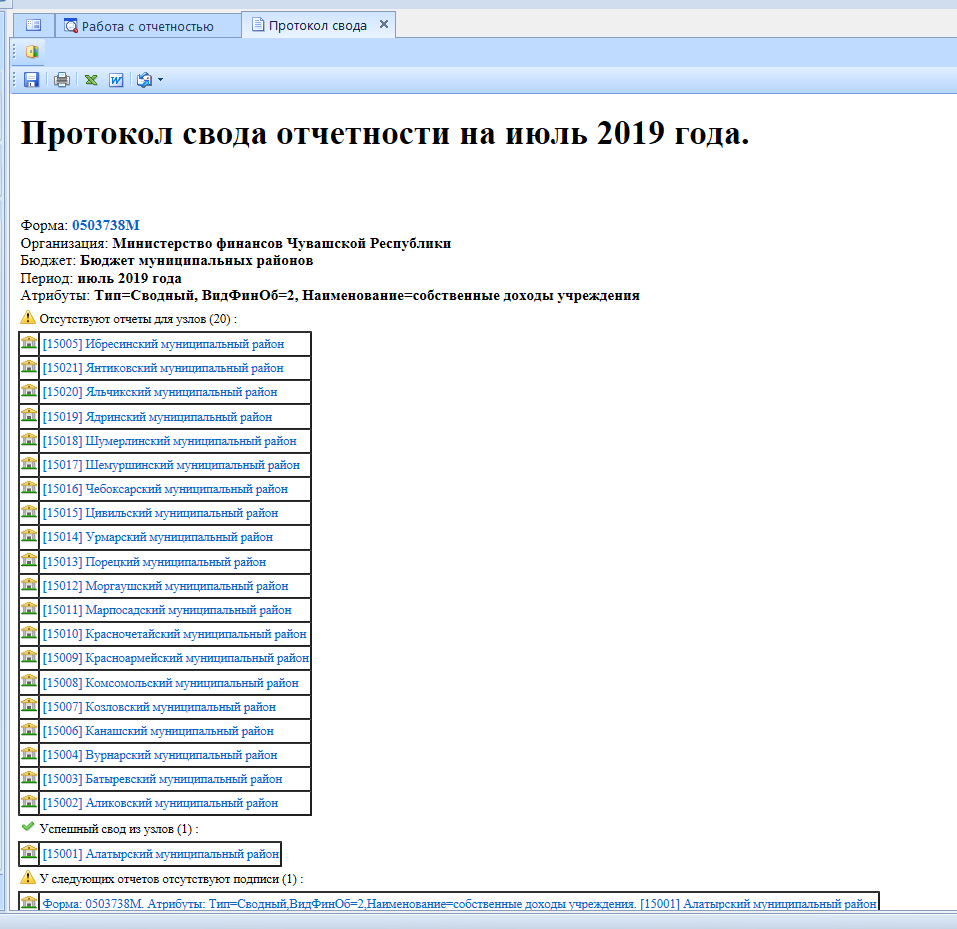 Работа с отчетностью
Протокол свода
Протокол свода отчетности на июль 2019 года.
Форма: 0503738M
Организация: Министерство финансов Чувашской Республики
Бюджет: Бюджет муниципальных районов
Период: июль 2019 года
Атрибуты: Тип=Сводный, ВидФинОб=2, Наименование=собственные доходы учреждения
Отсутствуют отчеты для узлов (20) :
[15005] Ибресинский муниципальный район
[15021] Янтиковский муниципальный район
[15020] Яльчикский муниципальный район
[15019] Ядринский муниципальный район
[15018] Шумерлинский муниципальный район
[15017] Шемуршинский муниципальный район
[15016] Чебоксарский муниципальный район
[15015] Цивильский муниципальный район
[15014] Урмарский муниципальный район
[15013] Порецкий муниципальный район
[15012] Моргаушский муниципальный район
[15011] Марпосадский муниципальный район
[15010] Красночетайский муниципальный район
[15009] Красноармейский муниципальный район
[15008] Комсомольский муниципальный район
[15007] Козловский муниципальный район
[15006] Канашский муниципальный район
[15004] Вурнарский муниципальный район
[15003] Батыревский муниципальный район
[15002] Аликовский муниципальный район
Успешный свод из узлов (1) :
[15001] Алатырский муниципальный район
У следующих отчетов отсутствуют подписи (1) :
Форма: 0503738M. Атрибуты: Тип=Сводный,ВидФинОб=2,Наименование=собственные доходы учреждения. [15001] Алатырский муниципальный район